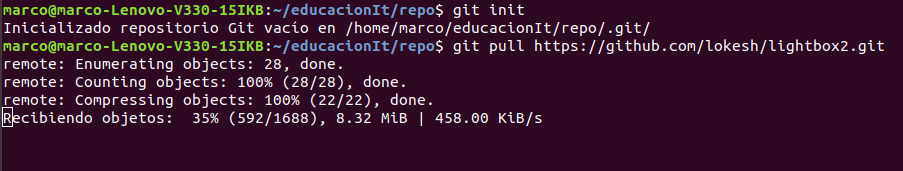 marco@marco-Lenovo-V330-15IKB:~/educacionIt/repo$ git init
Inicializado repositorio Git vacío en /home/marco/educacionIt/repo/.git/
marco@marco-Lenovo-V330-15IKB:~/educacionIt/repo$ git pull https://github.com/lokesh/lightbox2.git
remote: Enumerating objects: 28, done.
remote: Counting objects: 100% (28/28), done.
remote: Compressing objects: 100% (22/22), done.
Recibiendo objetos:  35% (592/1688), 8.32 MiB | 458.00 KiB/s